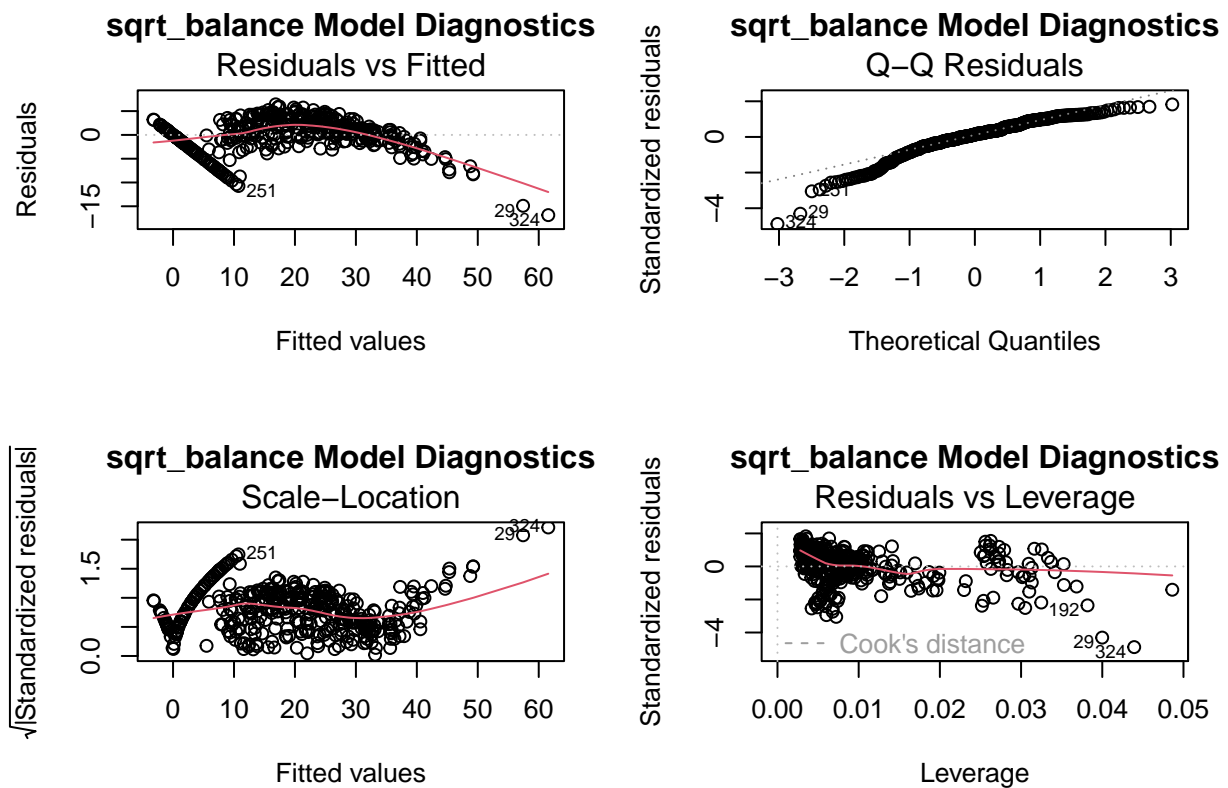 sqrt_balance Model Diagnostics
Residuals vs Fitted
Residuals
0
−15
251
29
324
0 10 20 30 40 50 60
Fitted values
sqrt_balance Model Diagnostics
Q−Q Residuals
Standardized residuals
0
−4
251
29
324
−3 −2 −1 0 1 2 3
Theoretical Quantiles
sqrt_balance Model Diagnostics
Scale−Location
√|Standardized residuals|
1.5
0.0
251
324
29
0 10 20 30 40 50 60
Fitted values
sqrt_balance Model Diagnostics
Residuals vs Leverage
Standardized residuals
0
−4
192
29
324
Cook's distance
0.00 0.01 0.02 0.03 0.04 0.05
Leverage